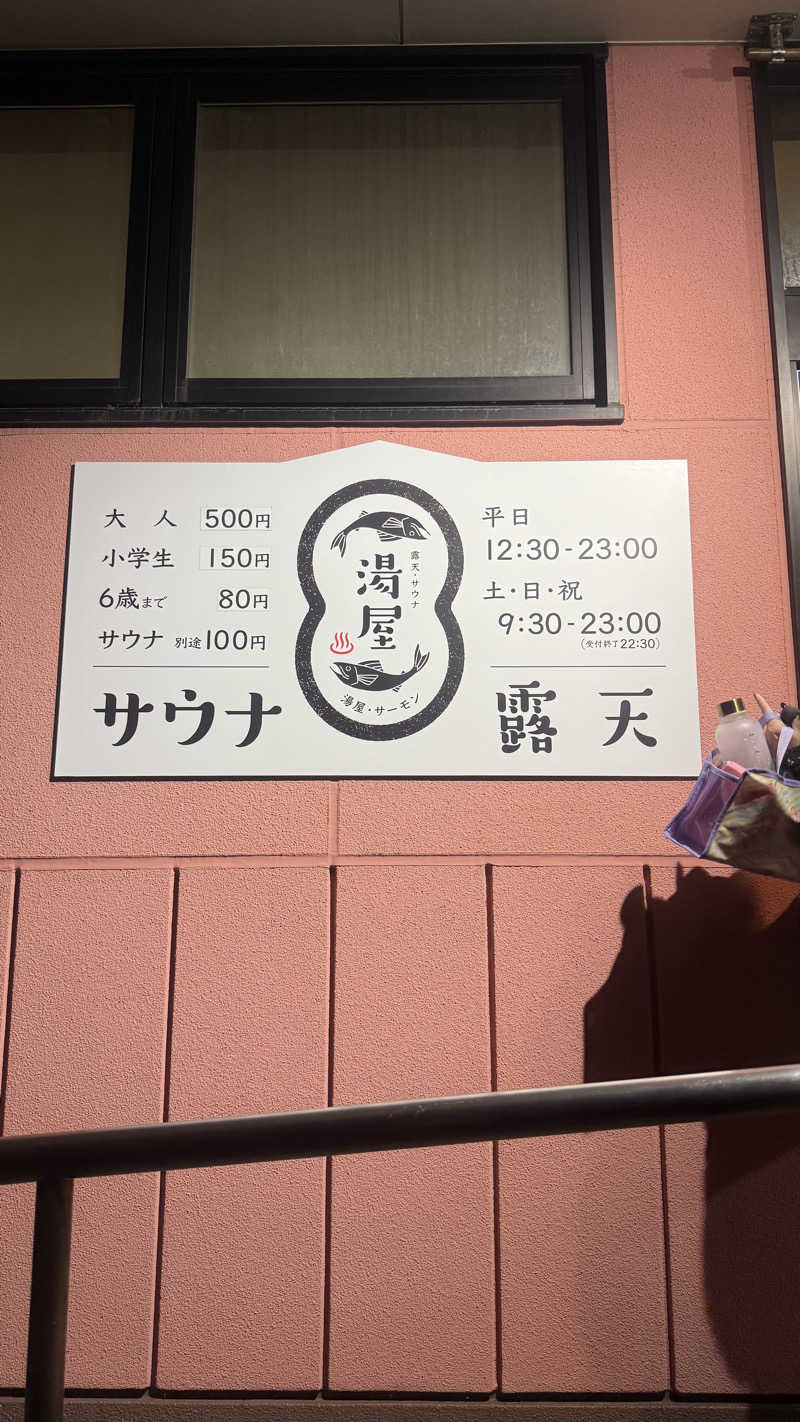 大人 500円
小学生 150円
6歳まで 80円
サウナ 別途100円
サウナ
露天・サウナ
湯屋
湯屋・サーモン
平日
12:30-23:00
土・日・祝
9:30-23:00
(受付終了22:30)
露天